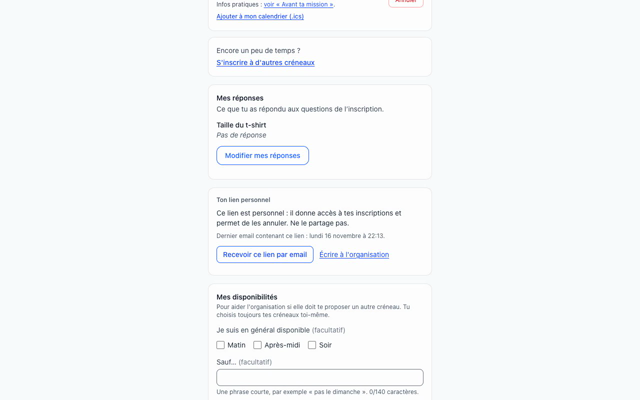 Infos pratiques : voir « Avant ta mission ».
Annuler
Ajouter à mon calendrier (.ics)
Encore un peu de temps ?
S'inscrire à d'autres créneaux
Mes réponses
Ce que tu as répondu aux questions de l'inscription.
Taille du t-shirt
Pas de réponse
Modifier mes réponses
Ton lien personnel
Ce lien est personnel : il donne accès à tes inscriptions et
permet de les annuler. Ne le partage pas.
Dernier email contenant ce lien : lundi 16 novembre à 22:13.
Recevoir ce lien par email Écrire à l'organisation
Mes disponibilités
Pour aider l'organisation si elle doit te proposer un autre créneau. Tu
choisis toujours tes créneaux toi-même.
Je suis en général disponible (facultatif)
Matin Après-midi Soir
Sauf… (facultatif)
Une phrase courte, par exemple « pas le dimanche ». 0/140 caractères.